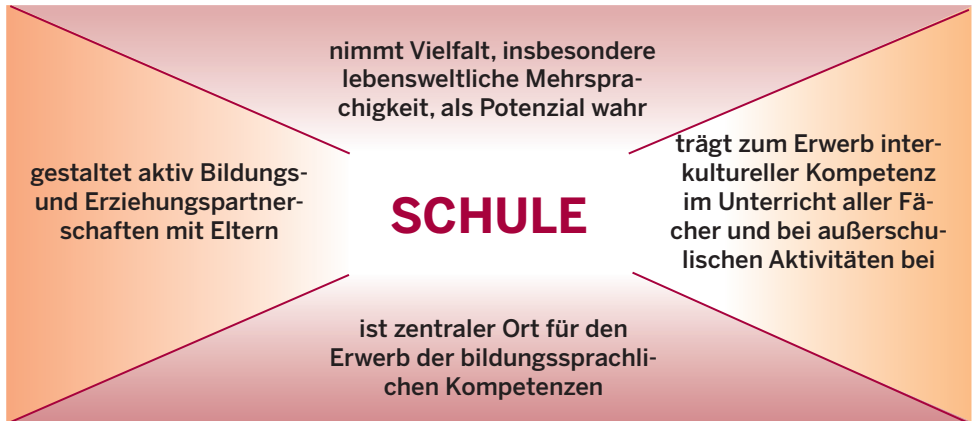 nimmt Vielfalt, insbesondere
lebensweltliche Mehrspra-
chigkeit, als Potenzial wahr
gestaltet aktiv Bildungs-
und Erziehungspartner-
schaften mit Eltern
SCHULE
trägt zum Erwerb inter-
kultureller Kompetenz
im Unterricht aller Fä-
cher und bei außerschu-
lischen Aktivitäten bei
ist zentraler Ort für den
Erwerb der bildungssprachli-
chen Kompetenzen